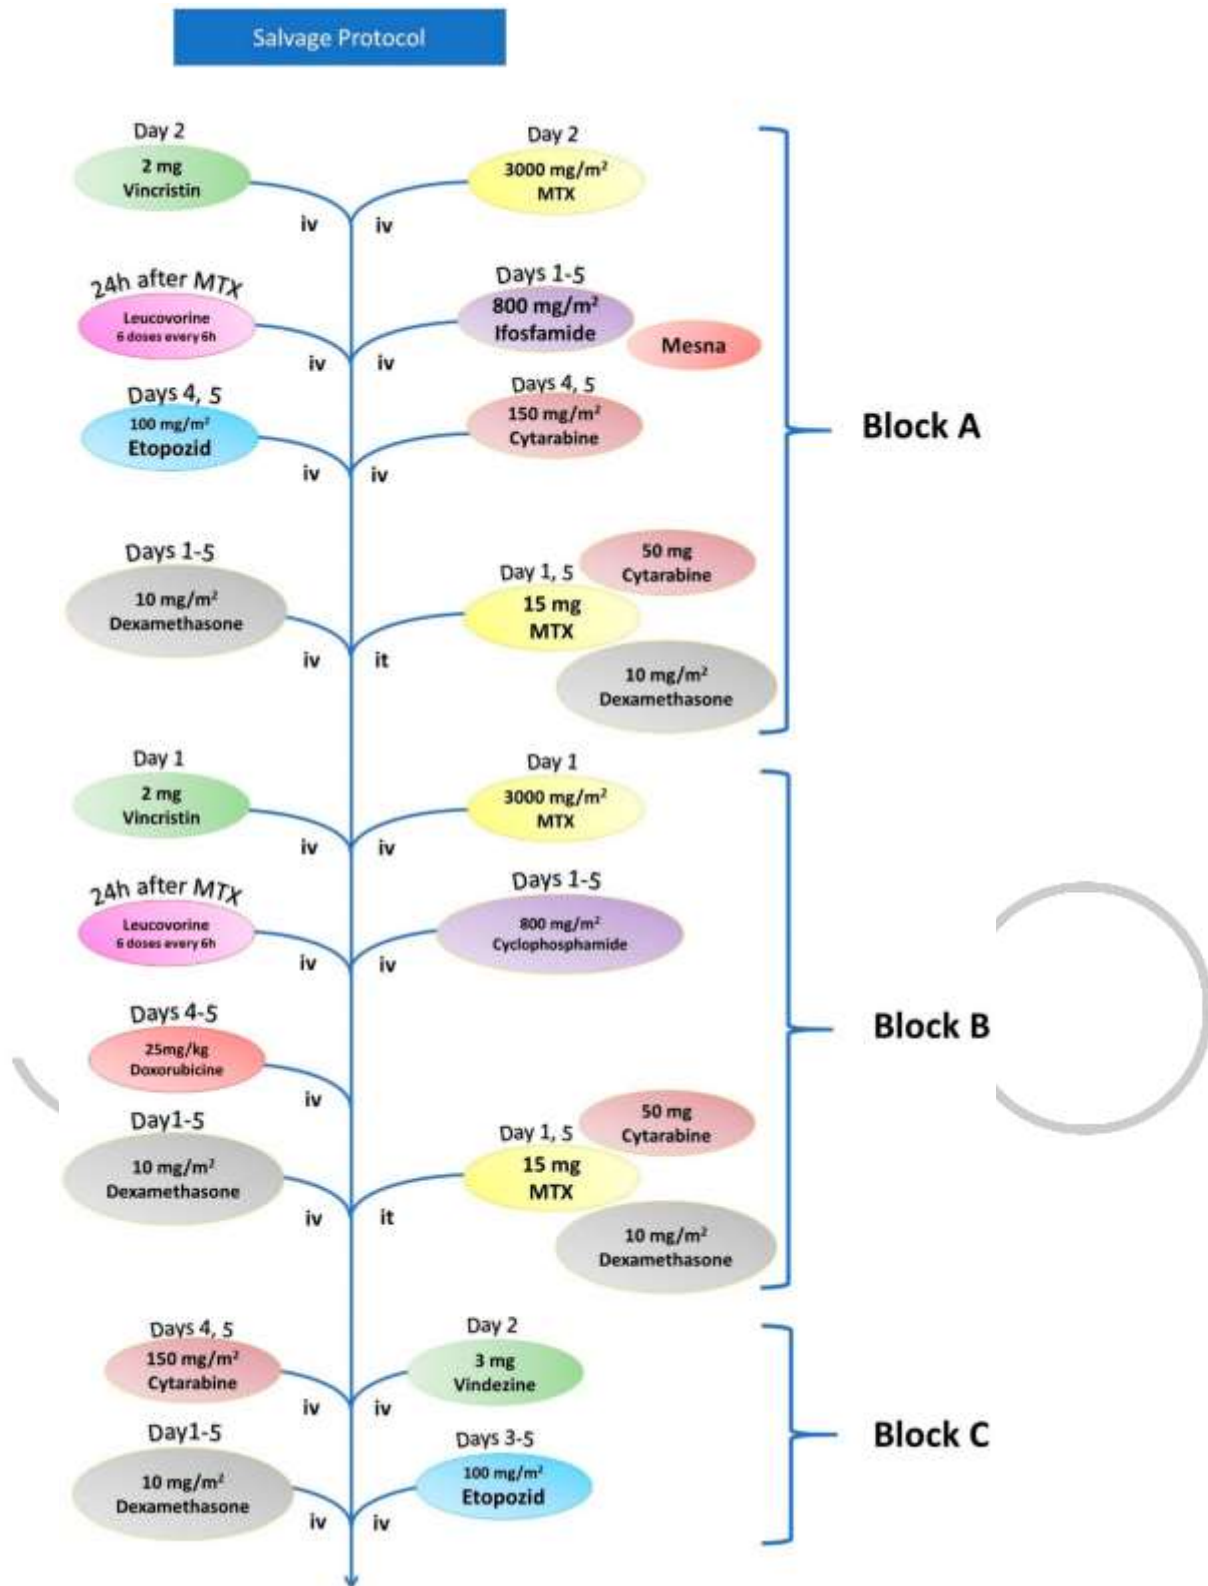 Salvage Protocol
Day 2
2 mg
Vincristin
iv
Day 2
3000 mg/m²
MTX
iv
24h after MTX
Leucovorine
6 doses every 6h
iv
Days 1-5
800 mg/m²
Ifosfamide
Mesna
iv
Days 4, 5
100 mg/m²
Etopozid
iv
Days 4, 5
150 mg/m²
Cytarabine
iv
Days 1-5
10 mg/m²
Dexamethasone
iv
Day 1, 5
50 mg
Cytarabine
15 mg
MTX
10 mg/m²
Dexamethasone
it
Block A
Day 1
2 mg
Vincristin
iv
Day 1
3000 mg/m²
MTX
iv
24h after MTX
Leucovorine
6 doses every 6h
iv
Days 1-5
800 mg/m²
Cyclophosphamide
iv
Days 4-5
25mg/kg
Doxorubicine
iv
Day1-5
10 mg/m²
Dexamethasone
iv
Day 1, 5
50 mg
Cytarabine
15 mg
MTX
10 mg/m²
Dexamethasone
it
Block B
Days 4, 5
150 mg/m²
Cytarabine
iv
Day 2
3 mg
Vindezine
iv
Day1-5
10 mg/m²
Dexamethasone
iv
Days 3-5
100 mg/m²
Etopozid
iv
Block C